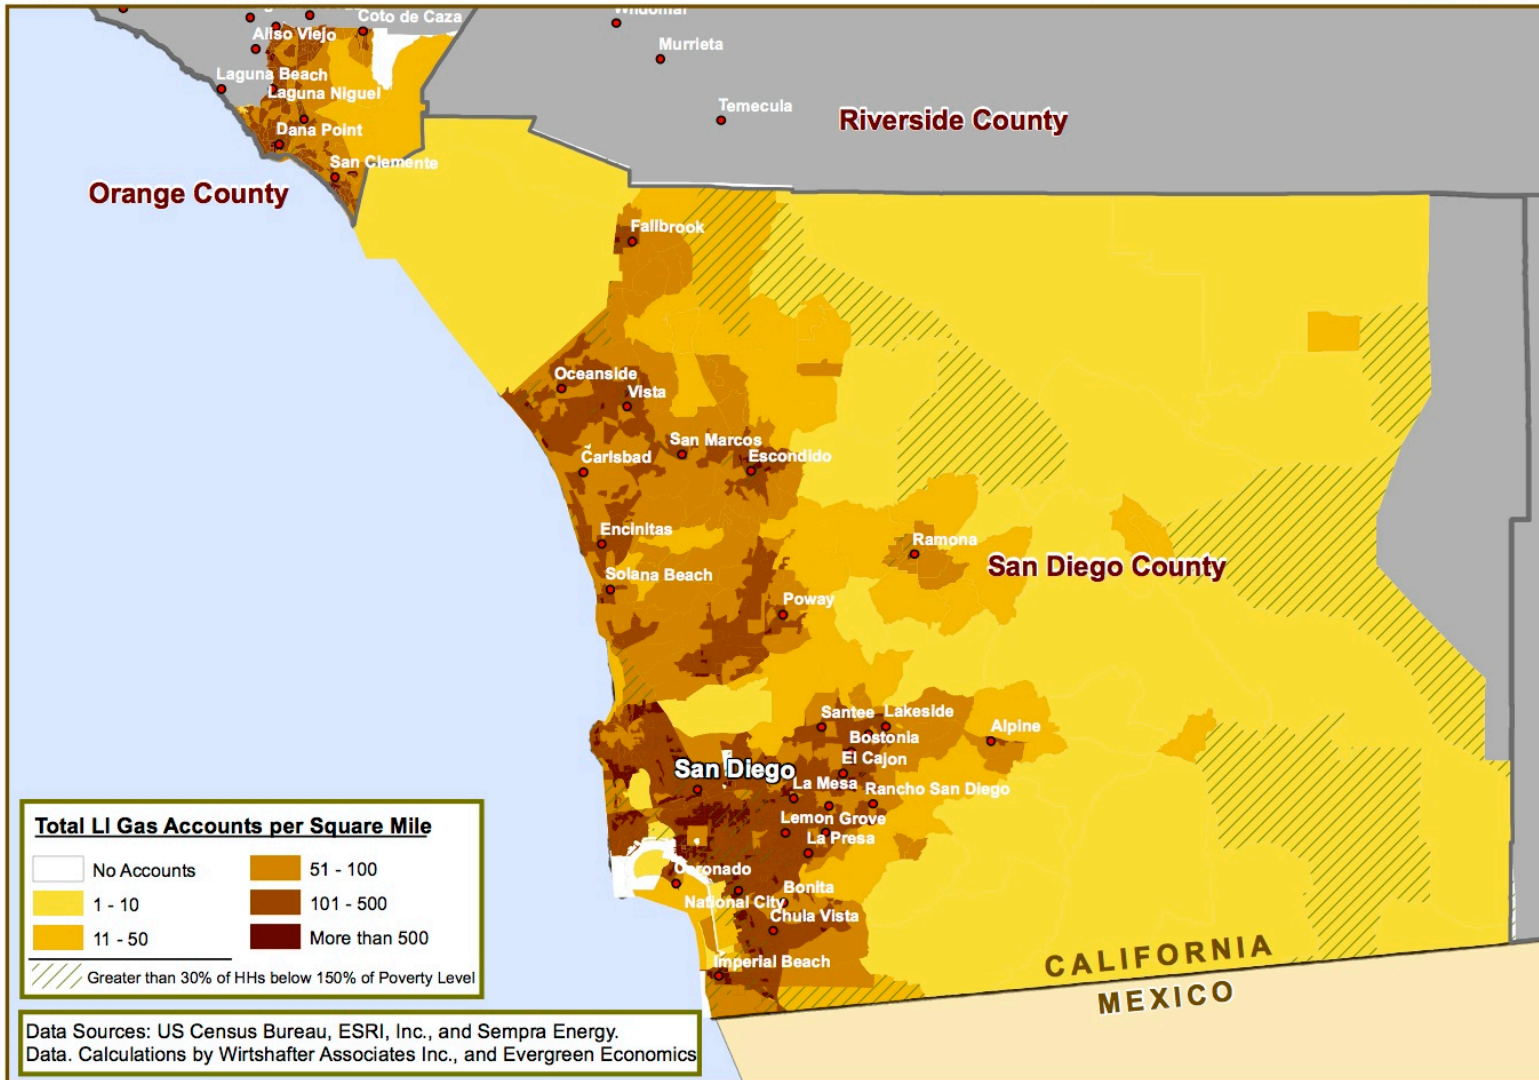 Coto de Caza
Aliso Viejo
Murrieta
Laguna Beach
Laguna Niguel
Temecula
Riverside County
Dana Point
San Clemente
Orange County
Fallbrook
Oceanside
Vista
San Marcos
Carlsbad
Escondido
Encinitas
Ramona
San Diego County
Solana Beach
Poway
Santee
Lakeside
Alpine
Bostonia
El Cajon
San Diego
La Mesa
Rancho San Diego
Lemon Grove
La Presa
Coronado
Bonita
National City
Chula Vista
Imperial Beach
CALIFORNIA
MEXICO
Total LI Gas Accounts per Square Mile
No Accounts
1 - 10
11 - 50
51 - 100
101 - 500
More than 500
Greater than 30% of HHs below 150% of Poverty Level
Data Sources: US Census Bureau, ESRI, Inc., and Sempra Energy.
Data. Calculations by Wirtshafter Associates Inc., and Evergreen Economics